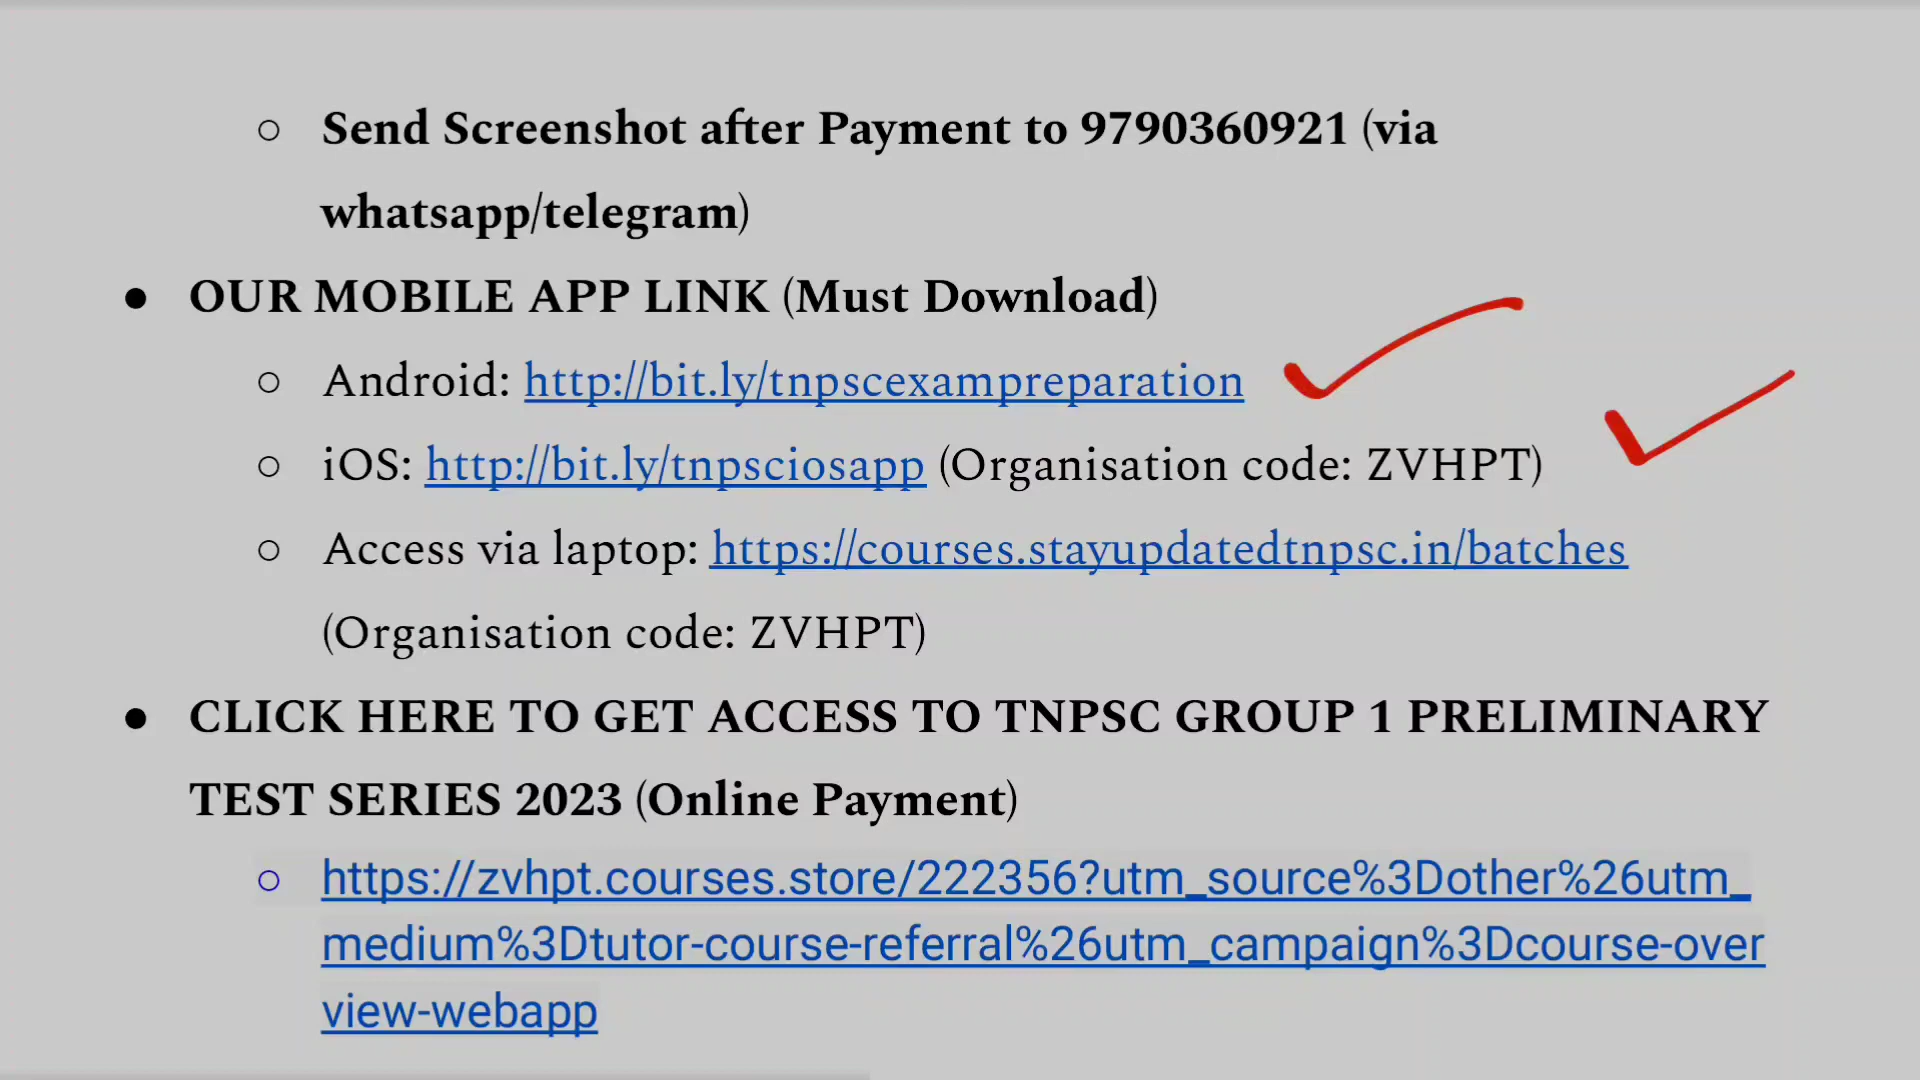 ○ Send Screenshot after Payment to 9790360921 (via
whatsapp/telegram)
● OUR MOBILE APP LINK (Must Download)
○ Android: http://bit.ly/tnpscexampreparation
○ iOS: http://bit.ly/tnpsciosapp (Organisation code: ZVHPT)
○ Access via laptop: https://courses.stayupdatedtnpsc.in/batches
(Organisation code: ZVHPT)
● CLICK HERE TO GET ACCESS TO TNPSC GROUP 1 PRELIMINARY
TEST SERIES 2023 (Online Payment)
○ https://zvhpt.courses.store/222356?utm_source%3Dother%26utm_
medium%3Dtutor-course-referral%26utm_campaign%3Dcourse-over
view-webapp